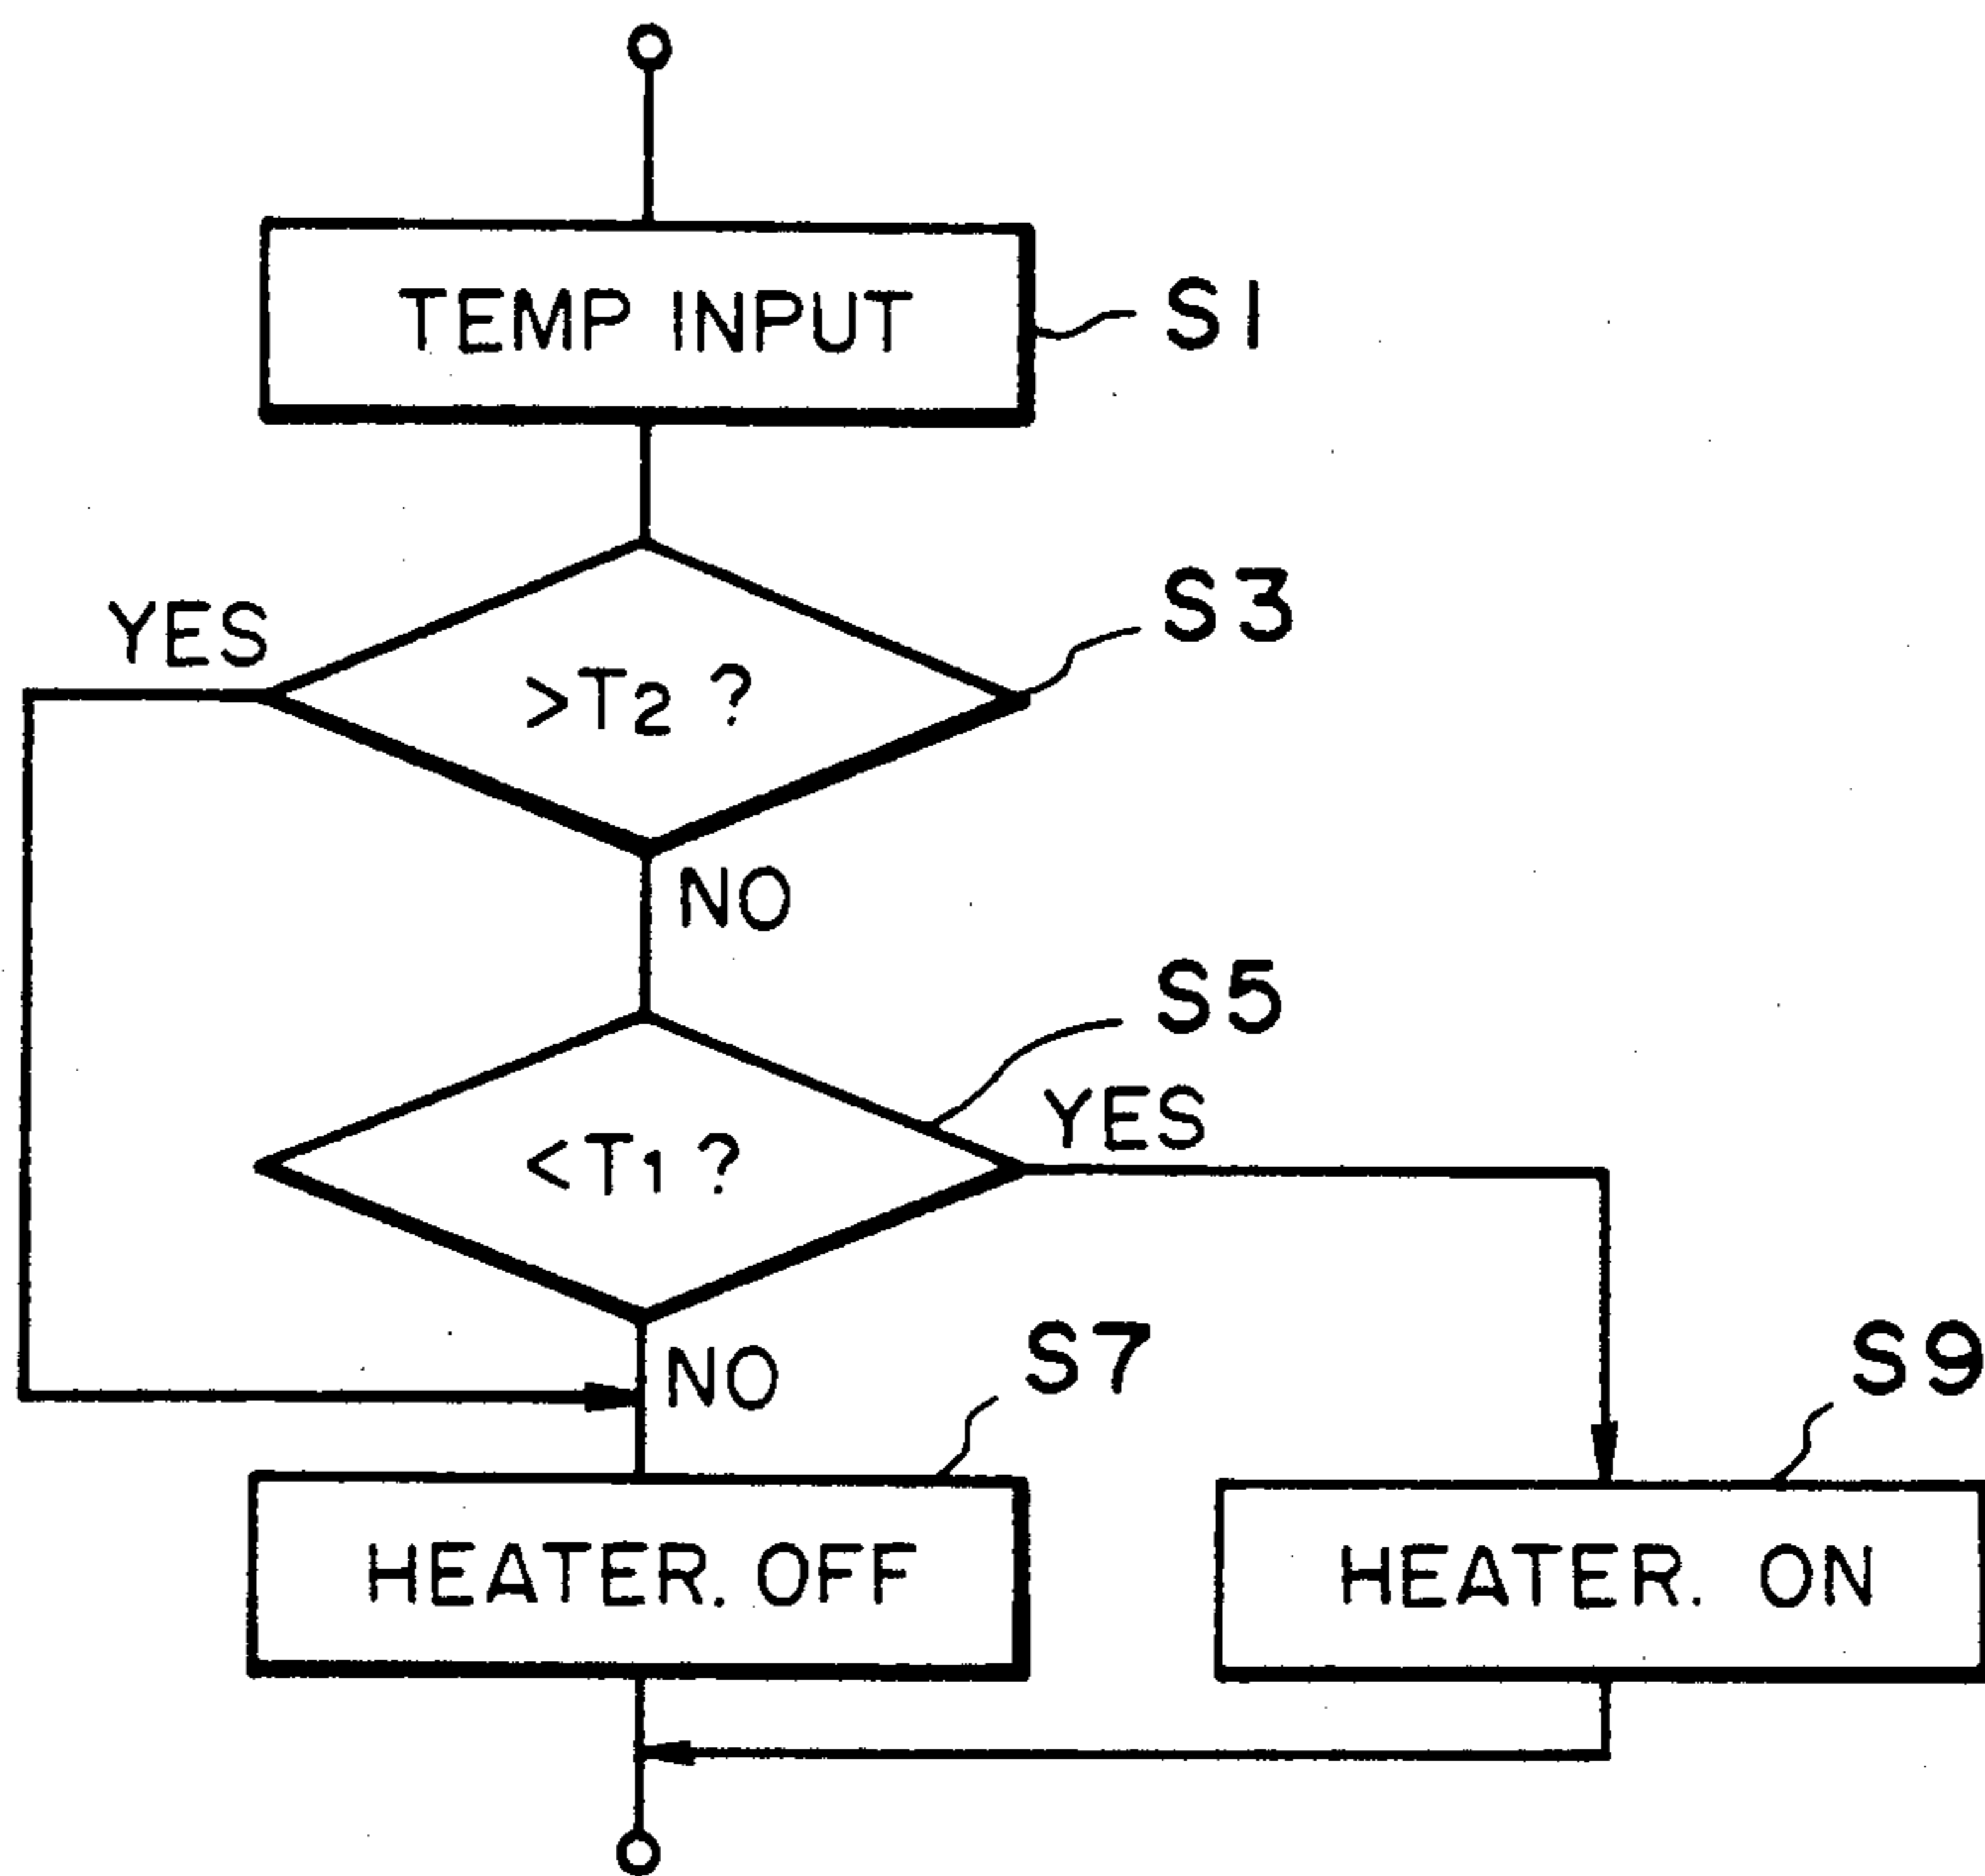 TEMP INPUT
S1
YES
>T2 ?
S3
NO
S5
<T1 ?
YES
NO
S7
S9
HEATER. OFF
HEATER. ON